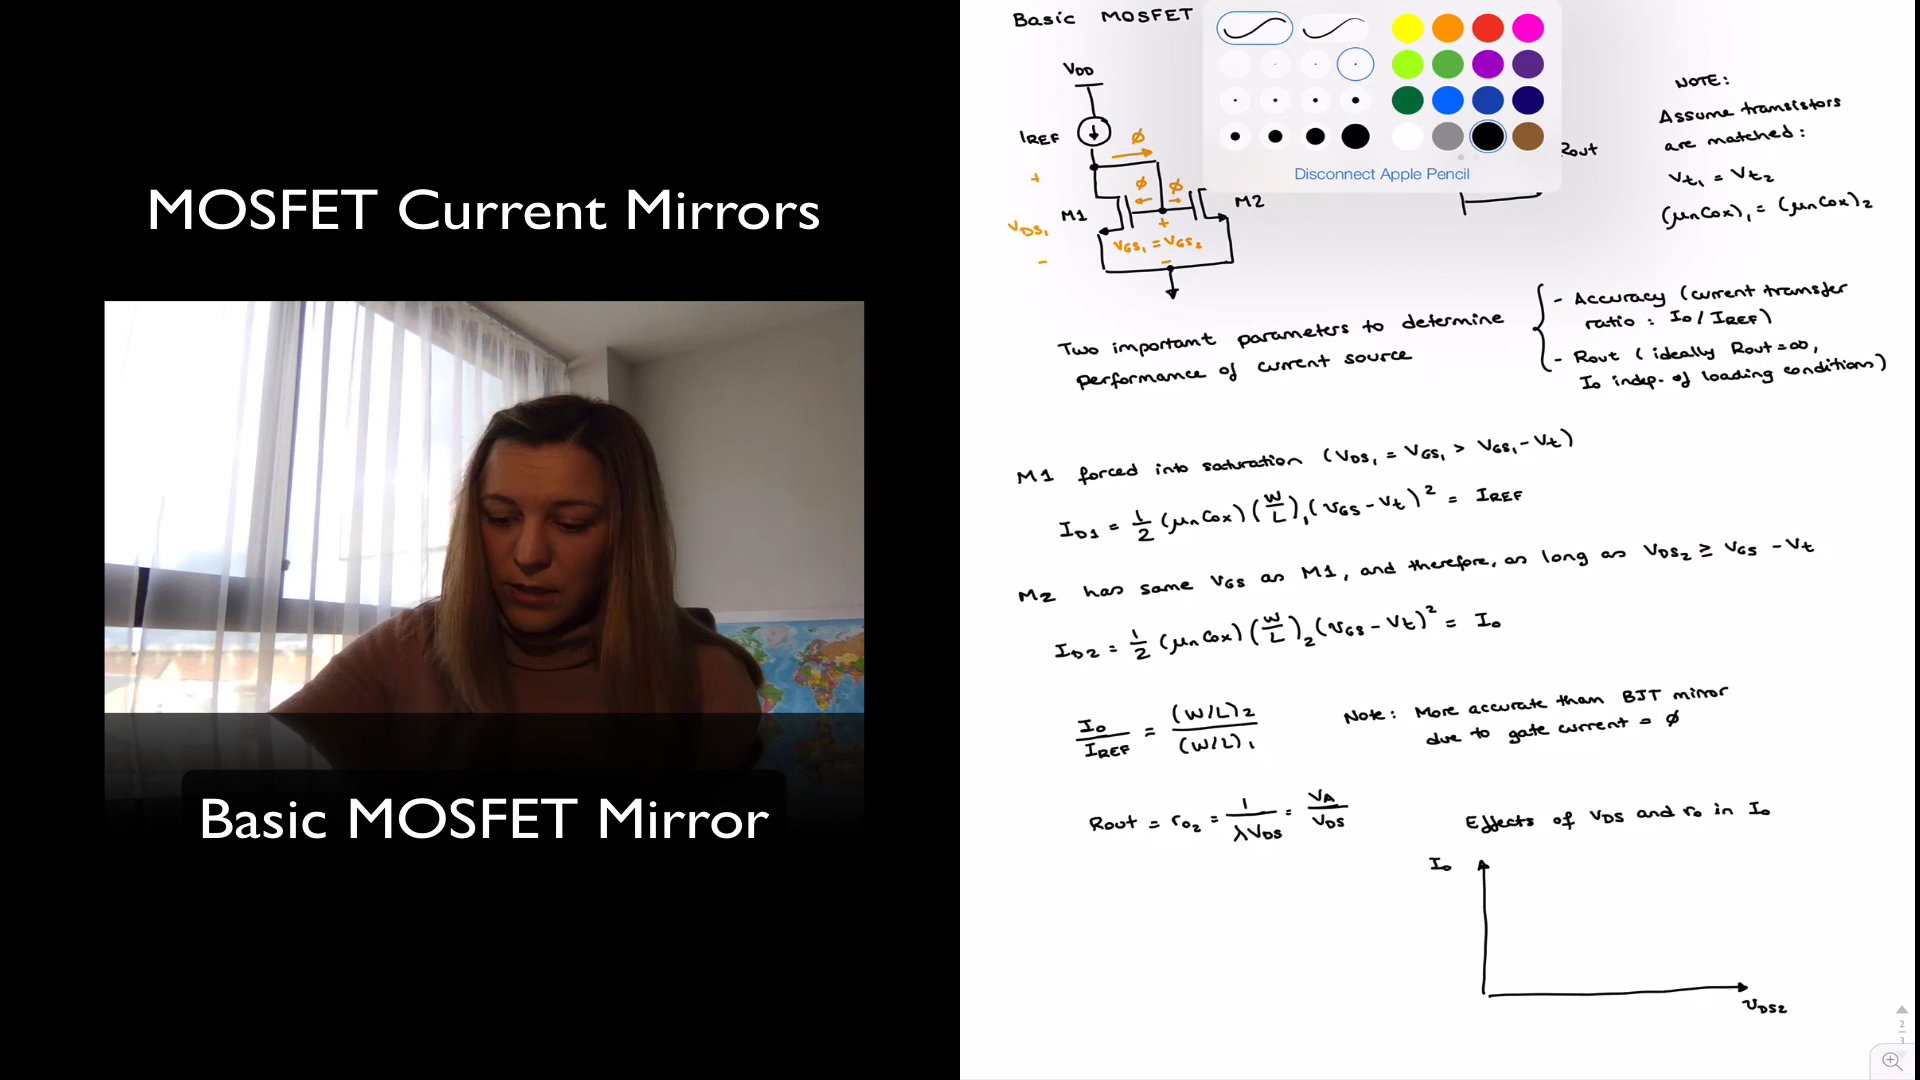 MOSFET Current Mirrors
Basic MOSFET Mirror
Basic MOSFET
Disconnect Apple Pencil
VDD
IREF
ϕ
+
ϕ
ϕ
M1
M2
VDS₁
+
VGS₁ = VGS₂
-
-
Rout
NOTE:
Assume transistors
are matched:
Vt₁ = Vt₂
(μnCox)₁ = (μnCox)₂
Two important parameters to determine
performance of current source
- Accuracy (current transfer
ratio: Io / IREF)
- Rout (ideally Rout=∞,
Io indep. of loading conditions)
M1 forced into saturation (VDS₁ = VGS₁ > VGS₁ - Vt)
ID1 = 1/2 (μnCox)(W/L)₁(VGS - Vt)² = IREF
M2 has same VGS as M1, and therefore, as long as VDS₂ ≥ VGS - Vt
ID2 = 1/2 (μnCox)(W/L)₂(VGS - Vt)² = Io
Io/IREF = (W/L)₂/(W/L)₁
Note: More accurate than BJT mirror
due to gate current = ϕ
Rout = ro₂ = 1/λVDS = VA/VDS
Effects of VDS and ro in Io
Io
VDS2
2
3